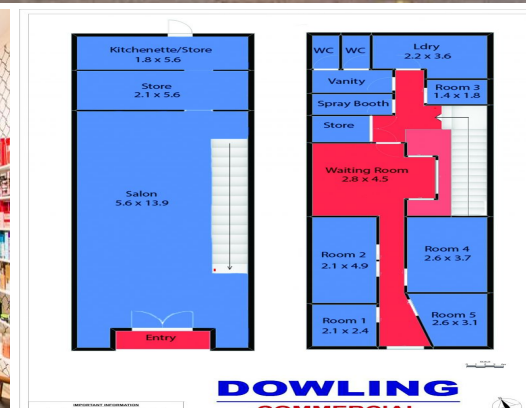 Kitchenette/Store
1.8 x 5.6
Store
2.1 x 5.6
Salon
5.6 x 13.9
Entry
WC
WC
Ldry
2.2 x 3.6
Vanity
Room 3
1.4 x 1.8
Spray Booth
Store
Waiting Room
2.8 x 4.5
Room 2
2.1 x 4.9
Room 4
2.6 x 3.7
Room 1
2.1 x 2.4
Room 5
2.6 x 3.1
DOWLING
COMMERCIAL
IMPORTANT INFORMATION